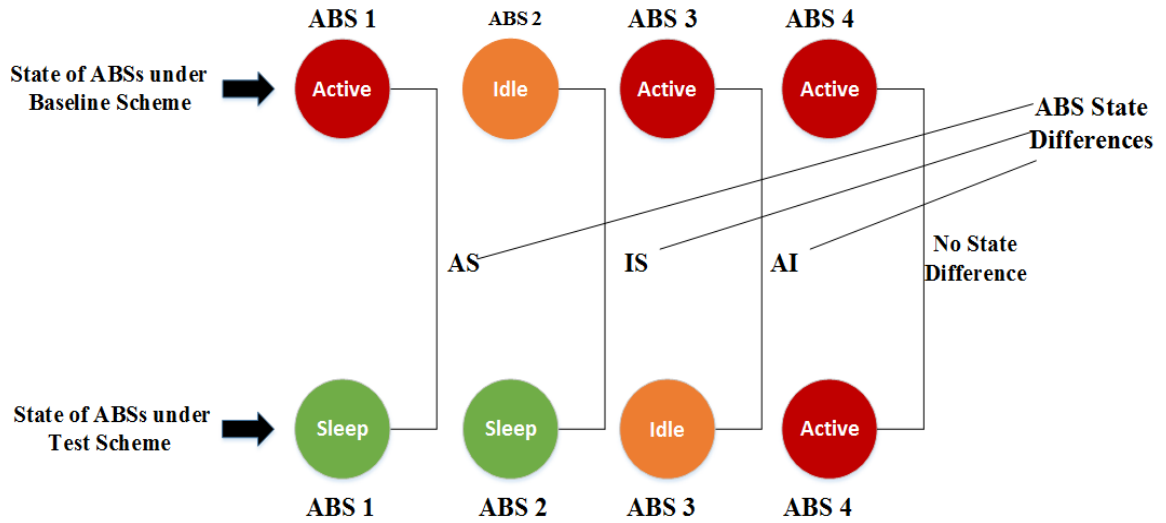 ABS 1
ABS 2
ABS 3
ABS 4
State of ABSs under
Baseline Scheme
Active
Idle
Active
Active
ABS State
Differences
AS
IS
AI
No State
Difference
State of ABSs under
Test Scheme
Sleep
Sleep
Idle
Active
ABS 1
ABS 2
ABS 3
ABS 4